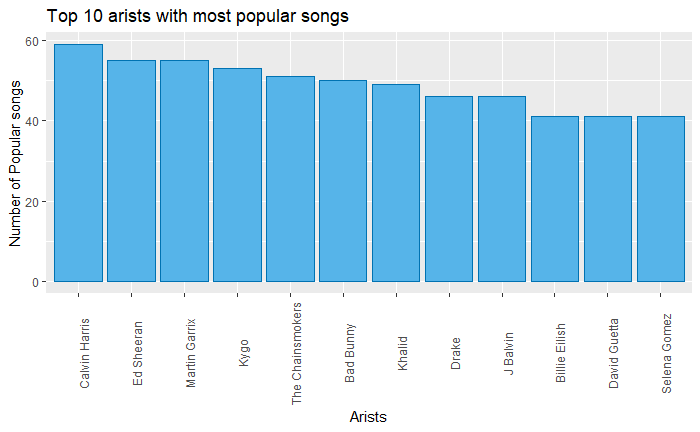 Top 10 arists with most popular songs
Number of Popular songs
60
40
20
0
Calvin Harris
Ed Sheeran
Martin Garrix
Kygo
The Chainsmokers
Bad Bunny
Khalid
Drake
J Balvin
Billie Eilish
David Guetta
Selena Gomez
Arists